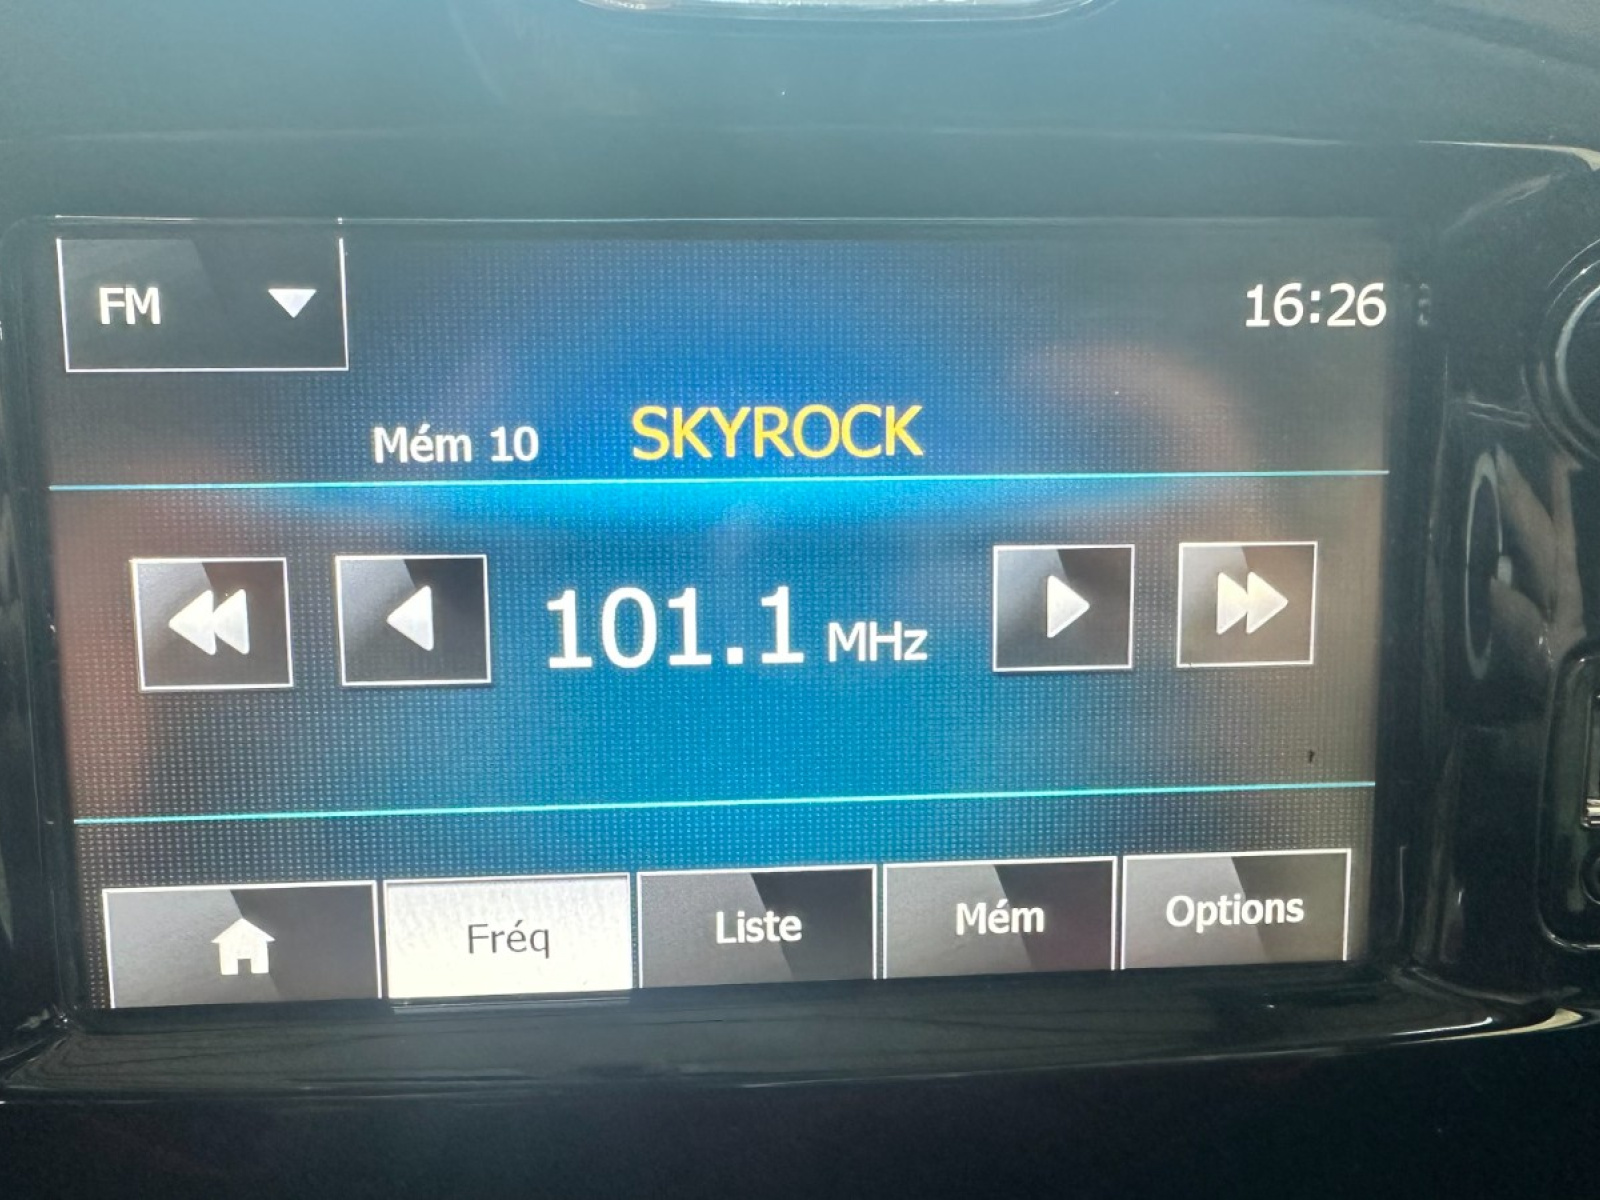 FM
16:26
Mém 10 SKYROCK
101.1 MHz
Fréq Liste Mém Options